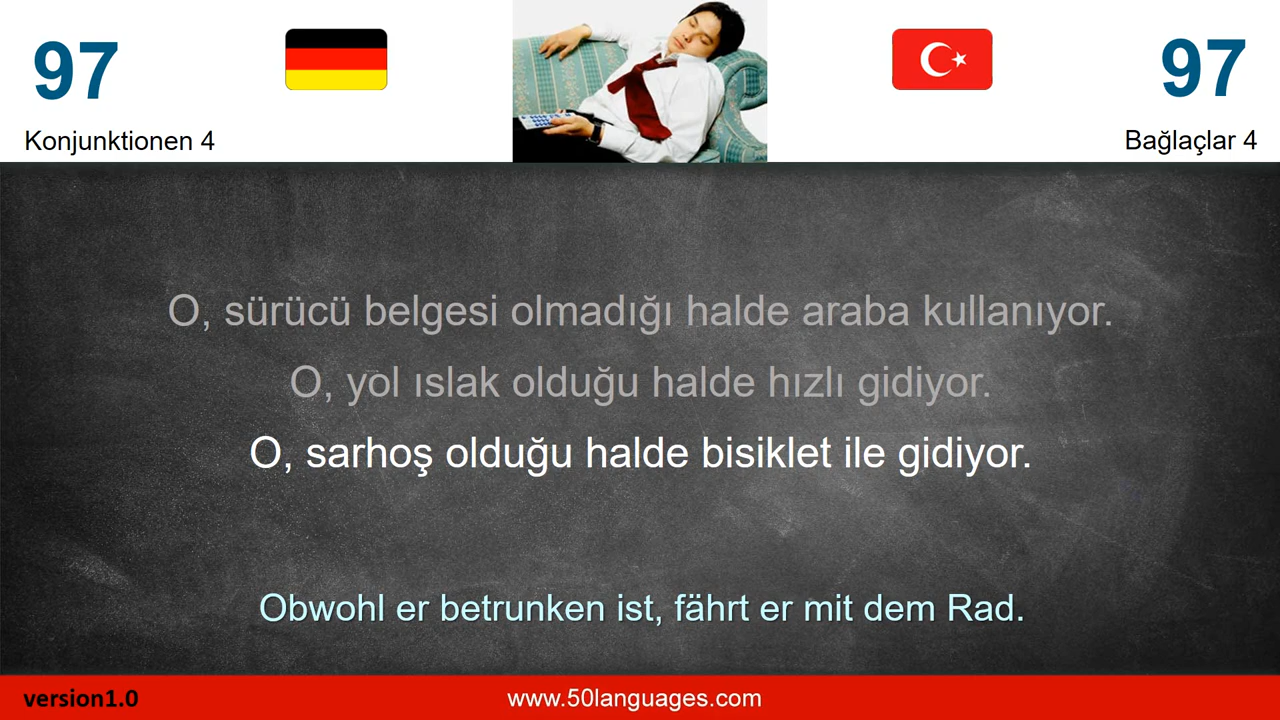 97
97
Konjunktionen 4
Bağlaçlar 4
O, sürücü belgesi olmadığı halde araba kullanıyor.
O, yol ıslak olduğu halde hızlı gidiyor.
O, sarhoş olduğu halde bisiklet ile gidiyor.
Obwohl er betrunken ist, fährt er mit dem Rad.
version1.0
www.50languages.com